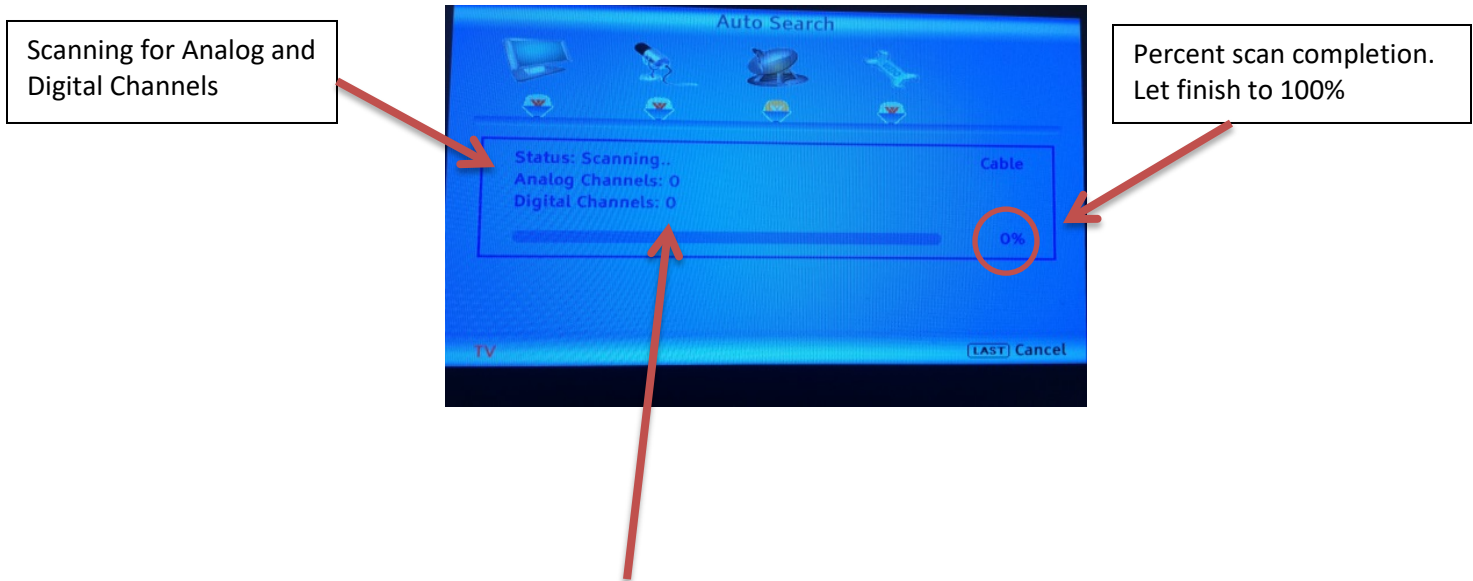 Auto Search
Scanning for Analog and
Digital Channels
Percent scan completion.
Let finish to 100%
Status: Scanning..
Cable
Analog Channels: 0
Digital Channels: 0
0%
TV
LAST Cancel